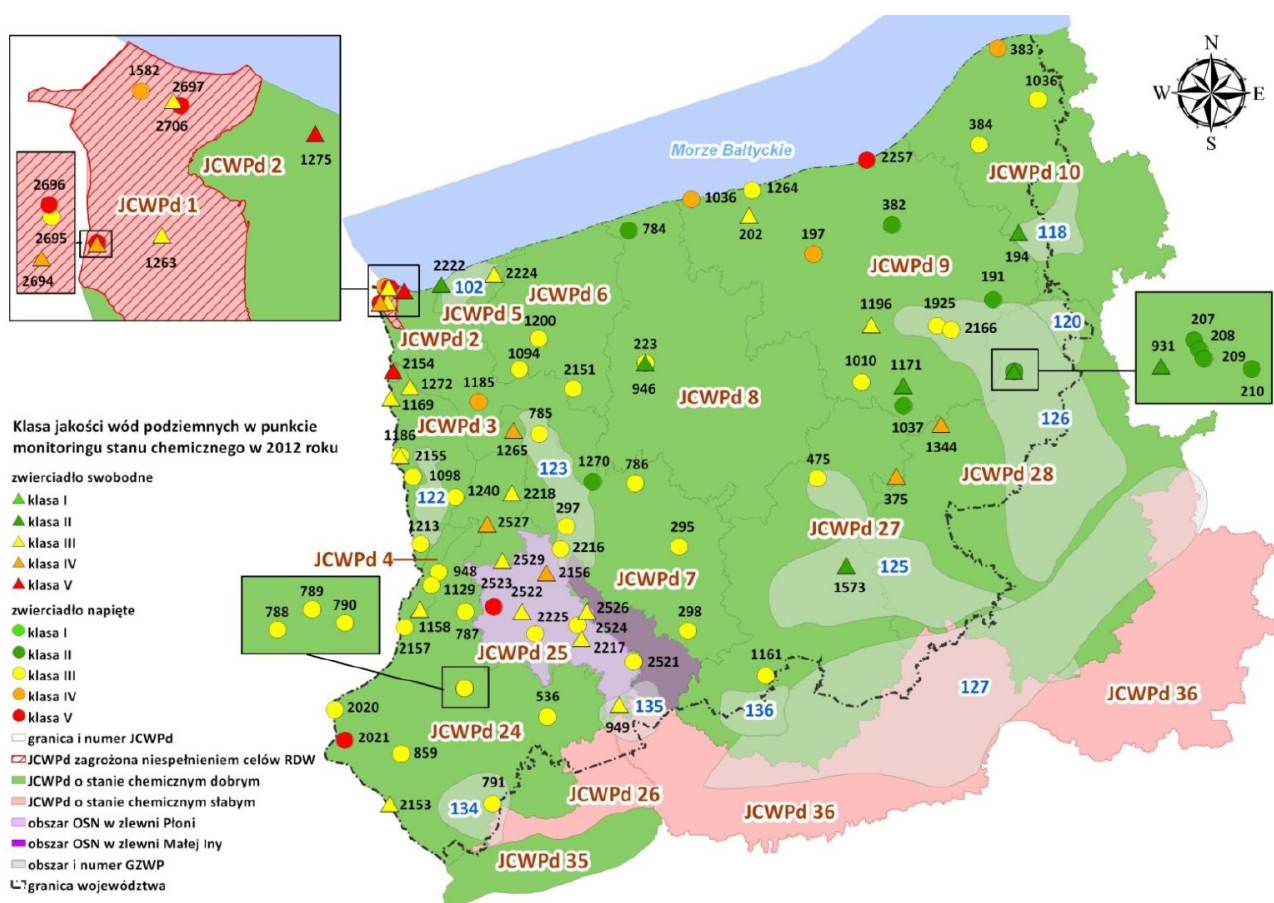 1582
2697
2706
JCWPd 2
1275
2696
JCWPd 1
2695
1263
2694
N
W
E
S
383
1036
384
Morze Bałtyckie
2257
JCWPd 10
1036
1264
202
784
382
197
118
194
JCWPd 9
2222
2224
102
JCWPd 6
JCWPd 5
191
1200
JCWPd 2
1196
1925
2166
120
207
208
931
209
210
2154
1094
223
1272
1185
2151
946
1010
1171
1169
JCWPd 8
126
JCWPd 3
785
1037
1344
1186
1265
2155
123
1270
786
475
JCWPd 28
1098
375
122
1240
2218
297
1213
2527
295
JCWPd 27
JCWPd 4
2216
2529
948
2156
JCWPd 7
125
1573
2523
1129
2522
2526
2225
2524
298
1158
787
2217
2157
JCWPd 25
2521
1161
789
788
790
127
JCWPd 36
135
136
536
949
2020
JCWPd 24
2021
859
791
JCWPd 26
JCWPd 36
2153
134
JCWPd 35
Klasa jakości wód podziemnych w punkcie
monitoringu stanu chemicznego w 2012 roku
zwierciadło swobodne
klasa I
klasa II
klasa III
klasa IV
klasa V
zwierciadło napięte
klasa I
klasa II
klasa III
klasa IV
klasa V
granica i numer JCWPd
JCWPd zagrożona niespełnieniem celów RDW
JCWPd o stanie chemicznym dobrym
JCWPd o stanie chemicznym słabym
obszar OSN w zlewni Płoni
obszar OSN w zlewni Małej Iny
obszar i numer GZWP
granica województwa